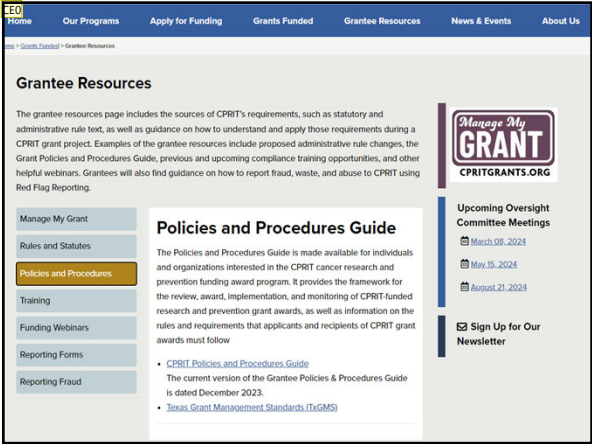 CEO
Home Our Programs Apply for Funding Grants Funded Grantee Resources News & Events About Us
> Grants Funded > Grantee Resources
Grantee Resources
The grantee resources page includes the sources of CPRIT's requirements, such as statutory and
administrative rule text, as well as guidance on how to understand and apply those requirements during a
CPRIT grant project. Examples of the grantee resources include proposed administrative rule changes, the
Grant Policies and Procedures Guide, previous and upcoming compliance training opportunities, and other
helpful webinars. Grantees will also find guidance on how to report fraud, waste, and abuse to CPRIT using
Red Flag Reporting.
Manage My Grant
Rules and Statutes
Policies and Procedures
Training
Funding Webinars
Reporting Forms
Reporting Fraud
Policies and Procedures Guide
The Policies and Procedures Guide is made available for individuals
and organizations interested in the CPRIT cancer research and
prevention funding award program. It provides the framework for
the review, award, implementation, and monitoring of CPRIT-funded
research and prevention grant awards, as well as information on the
rules and requirements that applicants and recipients of CPRIT grant
awards must follow
• CPRIT Policies and Procedures Guide
The current version of the Grantee Policies & Procedures Guide
is dated December 2023.
• Texas Grant Management Standards (TxGMS)
Manage My
GRANT
CPRITGRANTS.ORG
Upcoming Oversight
Committee Meetings
March 08, 2024
May 15, 2024
August 21, 2024
Sign Up for Our
Newsletter